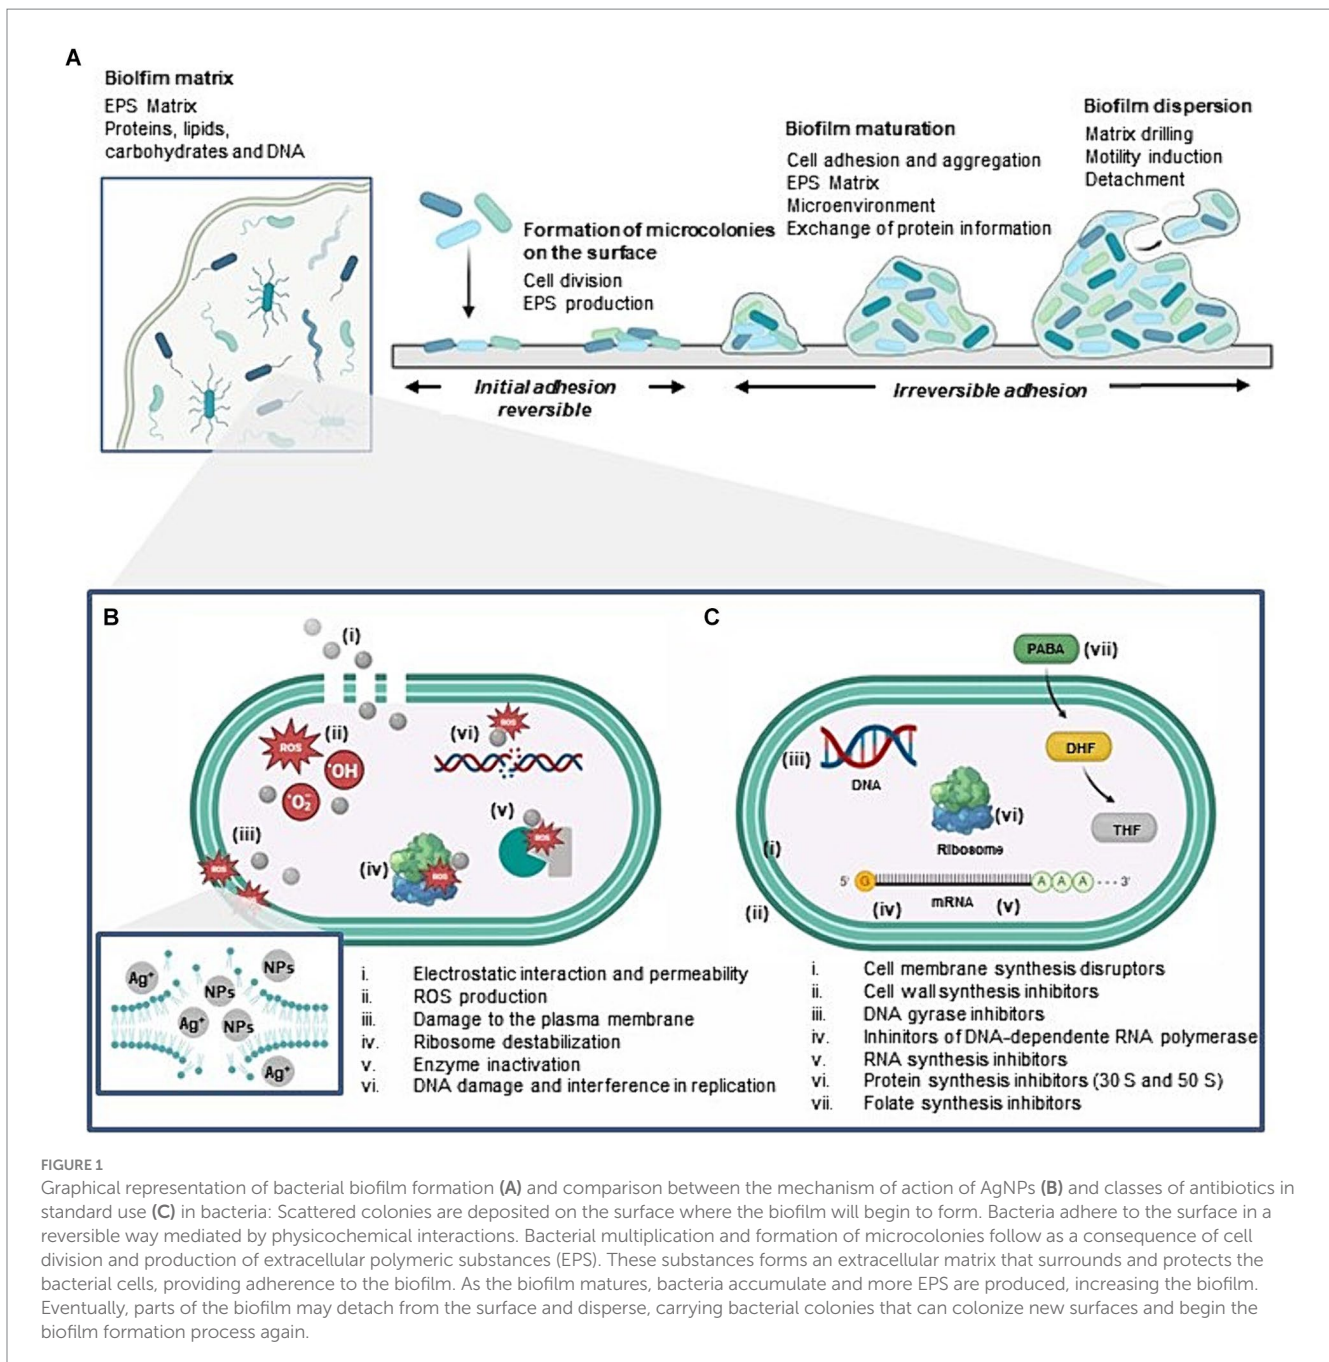 A
Biolfim matrix
EPS Matrix
Proteins, lipids,
carbohydrates and DNA
Formation of microcolonies
on the surface
Cell division
EPS production
Biofilm maturation
Cell adhesion and aggregation
EPS Matrix
Microenvironment
Exchange of protein information
Biofilm dispersion
Matrix drilling
Motility induction
Detachment
Initial adhesion
reversible
Irreversible adhesion
B
(i)
ROS
(ii)
•OH
•O₂⁻
(iii)
ROS
ROS
(vi)
ROS
(v)
ROS
(iv)
ROS
Ag⁺
NPs
NPs
Ag⁺
NPs
Ag⁺
i. Electrostatic interaction and permeability
ii. ROS production
iii. Damage to the plasma membrane
iv. Ribosome destabilization
v. Enzyme inactivation
vi. DNA damage and interference in replication
C
PABA (vii)
DHF
THF
(iii)
DNA
(vi)
Ribosome
(i)
5' G A A A 3'
(ii)
(iv) mRNA (v)
i. Cell membrane synthesis disruptors
ii. Cell wall synthesis inhibitors
iii. DNA gyrase inhibitors
iv. Inhinitors of DNA-dependente RNA polymerase
v. RNA synthesis inhibitors
vi. Protein synthesis inhibitors (30 S and 50 S)
vii. Folate synthesis inhibitors
FIGURE 1
Graphical representation of bacterial biofilm formation (A) and comparison between the mechanism of action of AgNPs (B) and classes of antibiotics in
standard use (C) in bacteria: Scattered colonies are deposited on the surface where the biofilm will begin to form. Bacteria adhere to the surface in a
reversible way mediated by physicochemical interactions. Bacterial multiplication and formation of microcolonies follow as a consequence of cell
division and production of extracellular polymeric substances (EPS). These substances forms an extracellular matrix that surrounds and protects the
bacterial cells, providing adherence to the biofilm. As the biofilm matures, bacteria accumulate and more EPS are produced, increasing the biofilm.
Eventually, parts of the biofilm may detach from the surface and disperse, carrying bacterial colonies that can colonize new surfaces and begin the
biofilm formation process again.